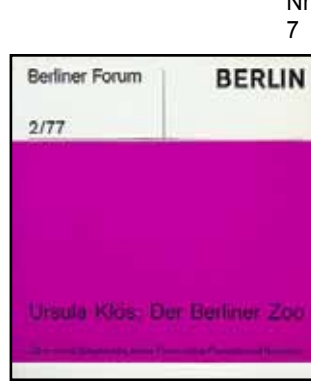 Nr
7
Berliner Forum
BERLIN
2/77
Ursula Klös: Der Berliner Zoo